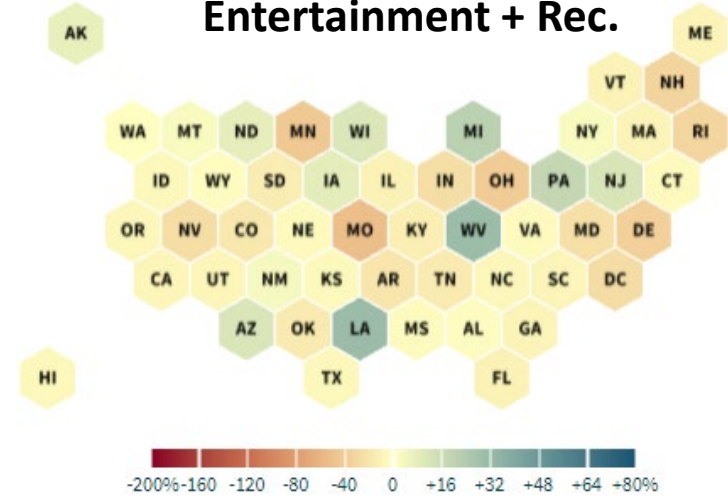 Entertainment + Rec.
AK
ME
VT NH
WA MT ND MN WI MI NY MA RI
ID WY SD IA IL IN OH PA NJ CT
OR NV CO NE MO KY WV VA MD DE
CA UT NM KS AR TN NC SC DC
AZ OK LA MS AL GA
HI TX FL
-200% -160 -120 -80 -40 0 +16 +32 +48 +64 +80%